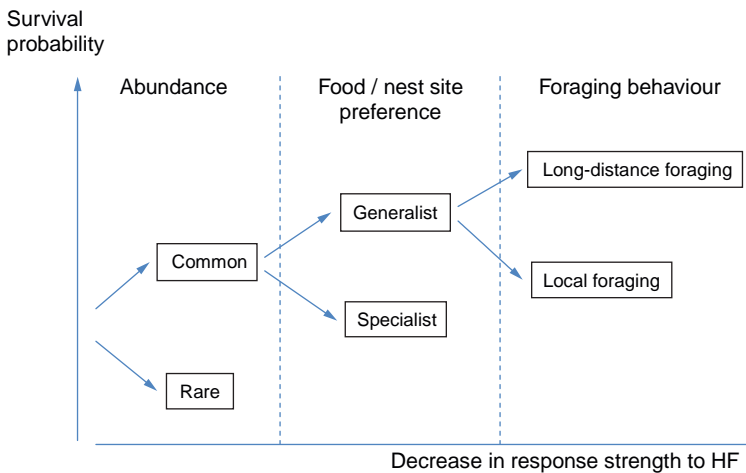 Survival
probability
Abundance
Food / nest site
preference
Foraging behaviour
Long-distance foraging
Generalist
Common
Local foraging
Specialist
Rare
Decrease in response strength to HF